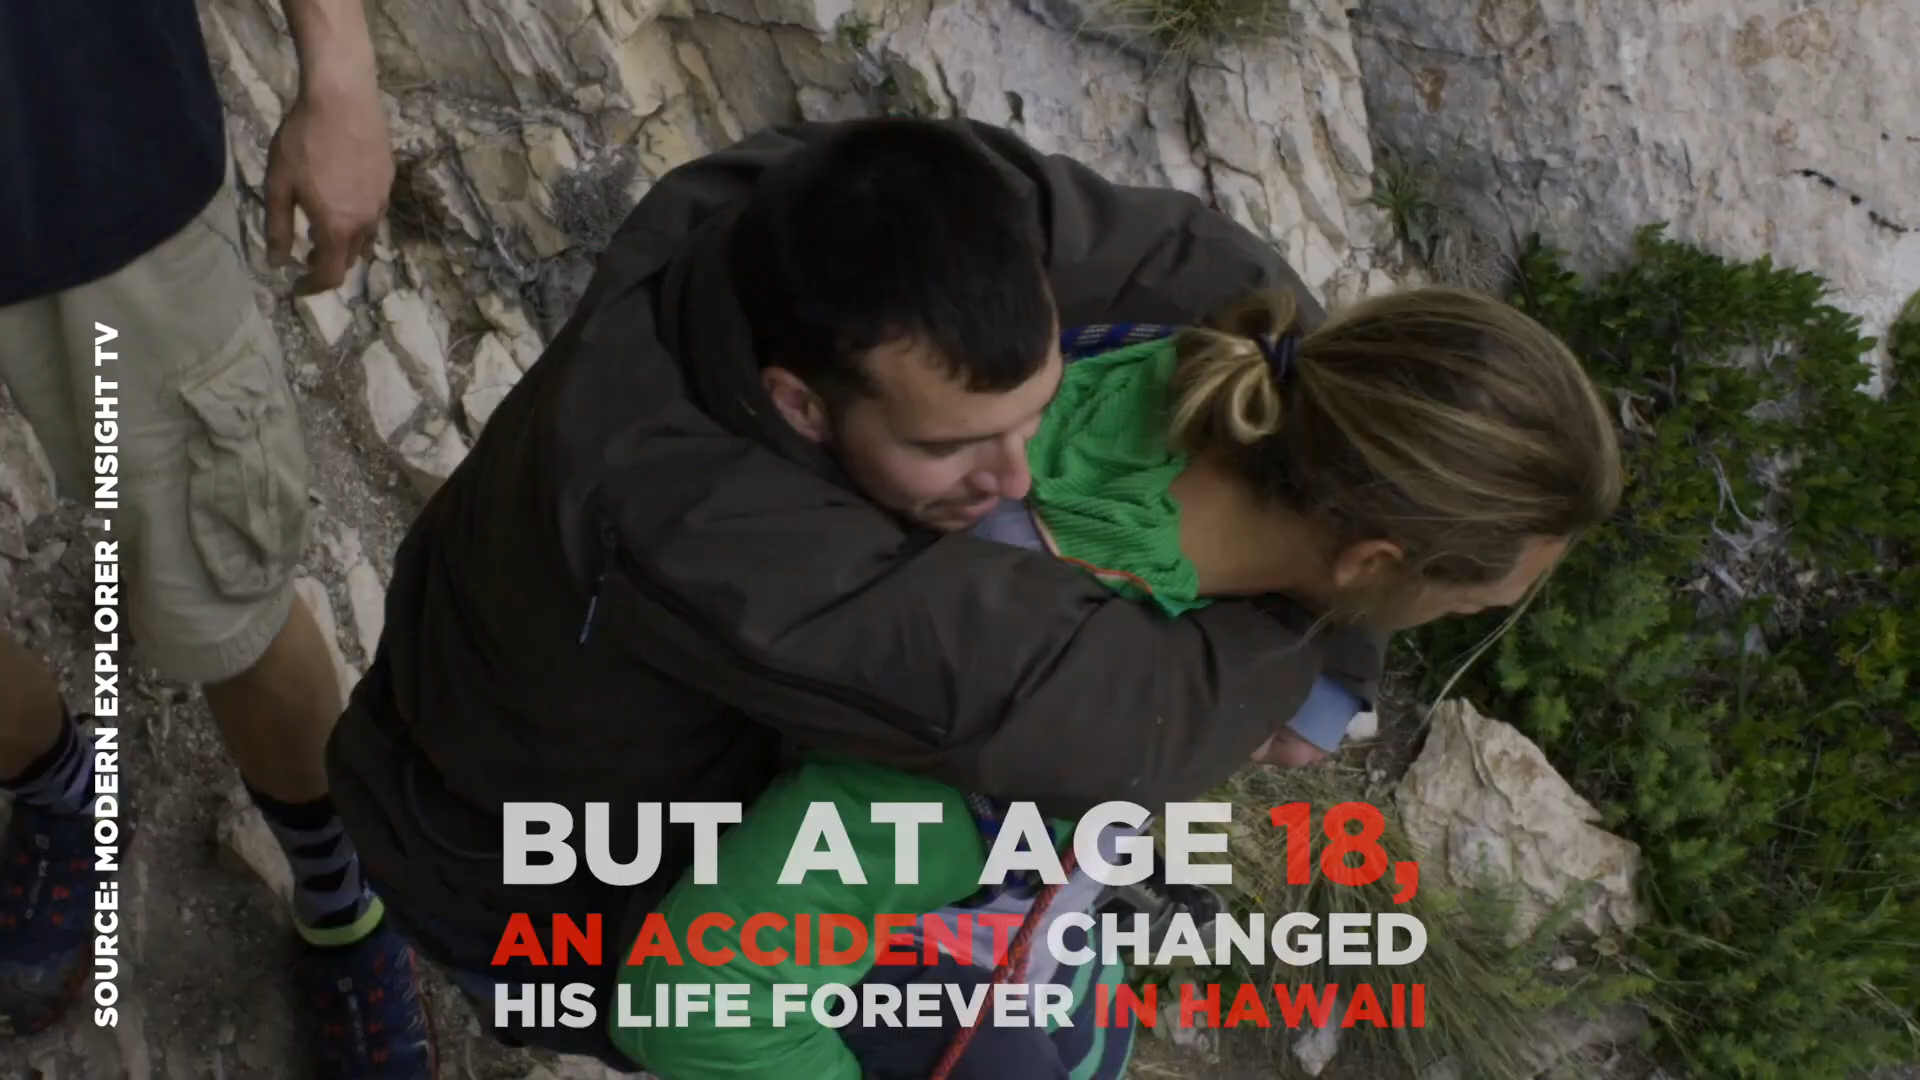 SOURCE: MODERN EXPLORER - INSIGHT TV
BUT AT AGE 18,
AN ACCIDENT CHANGED
HIS LIFE FOREVER IN HAWAII